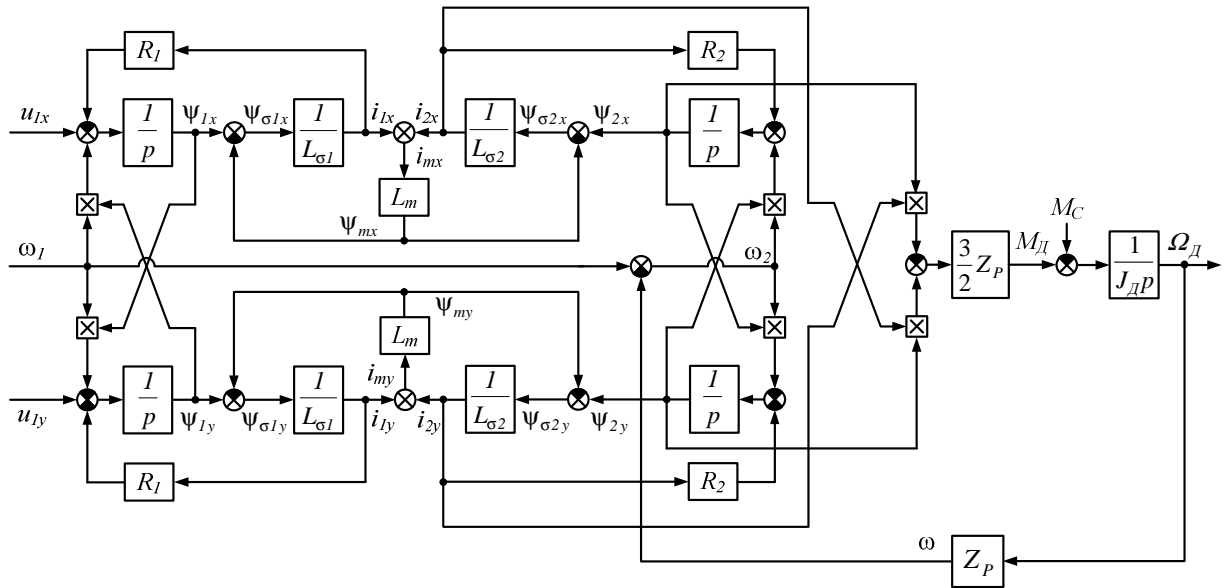 R1
R2
u1x
1/p
ψ1x
ψσ1x
1/Lσ1
i1x
i2x
1/Lσ2
ψσ2x
ψ2x
1/p
imx
Lm
ψmx
ω1
ω2
3/2 ZP
MД
MC
1/JДp
ΩД
ψmy
Lm
imy
u1y
1/p
ψ1y
ψσ1y
1/Lσ1
i1y
i2y
1/Lσ2
ψσ2y
ψ2y
1/p
R1
R2
ω
ZP